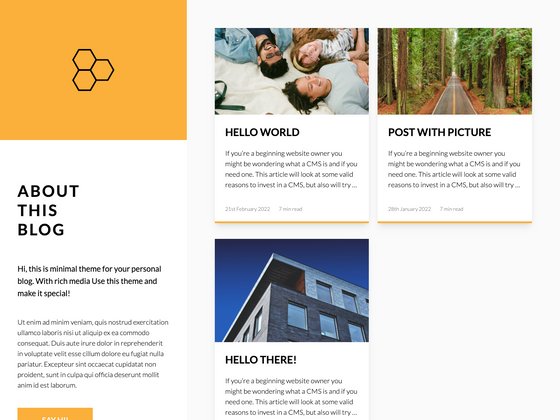 ABOUT
THIS
BLOG
Hi, this is minimal theme for your personal
blog. With rich media Use this theme and
make it special!
Ut enim ad minim veniam, quis nostrud exercitation
ullamco laboris nisi ut aliquip ex ea commodo
consequat. Duis aute irure dolor in reprehenderit
in voluptate velit esse cillum dolore eu fugiat nulla
pariatur. Excepteur sint occaecat cupidatat non
proident, sunt in culpa qui officia deserunt mollit
anim id est laborum.
HELLO WORLD
If you're a beginning website owner you
might be wondering what a CMS is and if you
need one. This article will look at some valid
reasons to invest in a CMS, but also will try ...
21st February 2022 7 min read
POST WITH PICTURE
If you're a beginning website owner you
might be wondering what a CMS is and if you
need one. This article will look at some valid
reasons to invest in a CMS, but also will try ...
28th January 2022 7 min read
HELLO THERE!
If you're a beginning website owner you
might be wondering what a CMS is and if you
need one. This article will look at some valid
reasons to invest in a CMS, but also will try ...